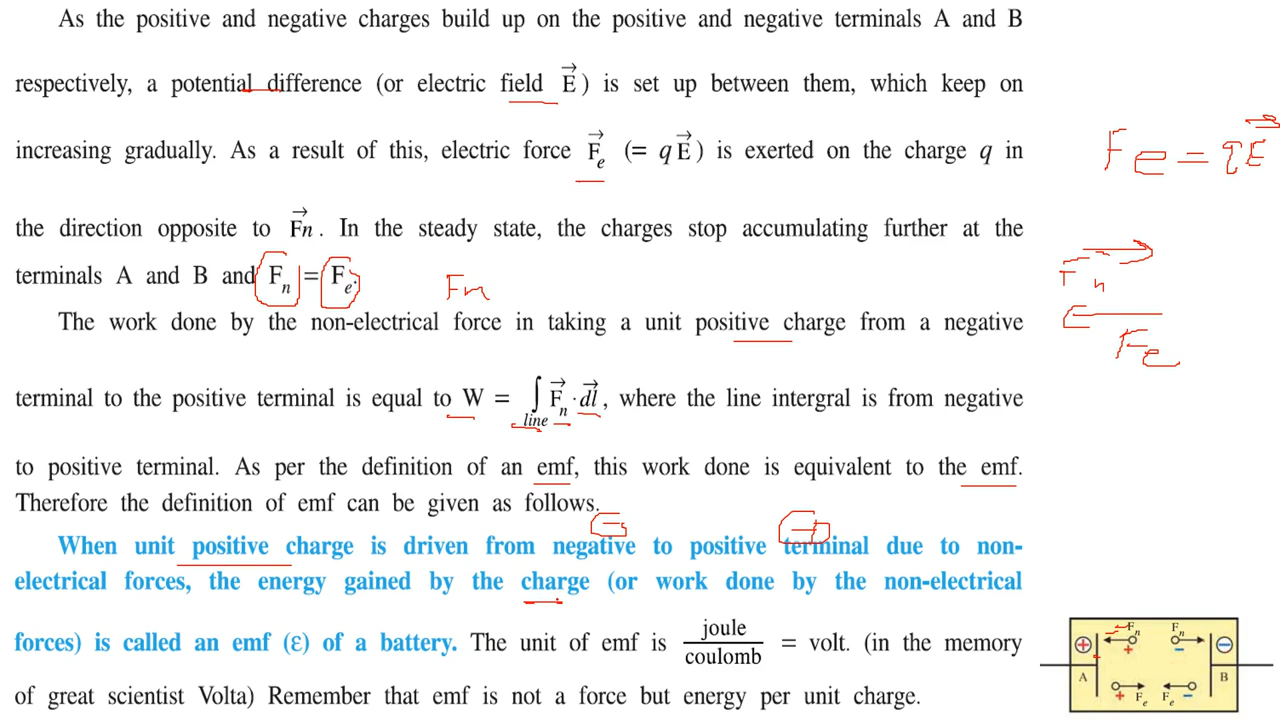 As the positive and negative charges build up on the positive and negative terminals A and B
respectively, a potential difference (or electric field E⃗ ) is set up between them, which keep on
increasing gradually. As a result of this, electric force F⃗e (= qE⃗ ) is exerted on the charge q in
the direction opposite to F⃗n . In the steady state, the charges stop accumulating further at the
terminals A and B and Fn = Fe.
The work done by the non-electrical force in taking a unit positive charge from a negative
terminal to the positive terminal is equal to W = ∫line F⃗n · dl⃗ , where the line intergral is from negative
to positive terminal. As per the definition of an emf, this work done is equivalent to the emf.
Therefore the definition of emf can be given as follows.
When unit positive charge is driven from negative to positive terminal due to non-
electrical forces, the energy gained by the charge (or work done by the non-electrical
forces) is called an emf (ε) of a battery. The unit of emf is joule/coulomb = volt. (in the memory
of great scientist Volta) Remember that emf is not a force but energy per unit charge.
Fe = qE⃗
Fn
Fe
Fn
Fn Fn
+ + − −
A B
+ Fe Fe −